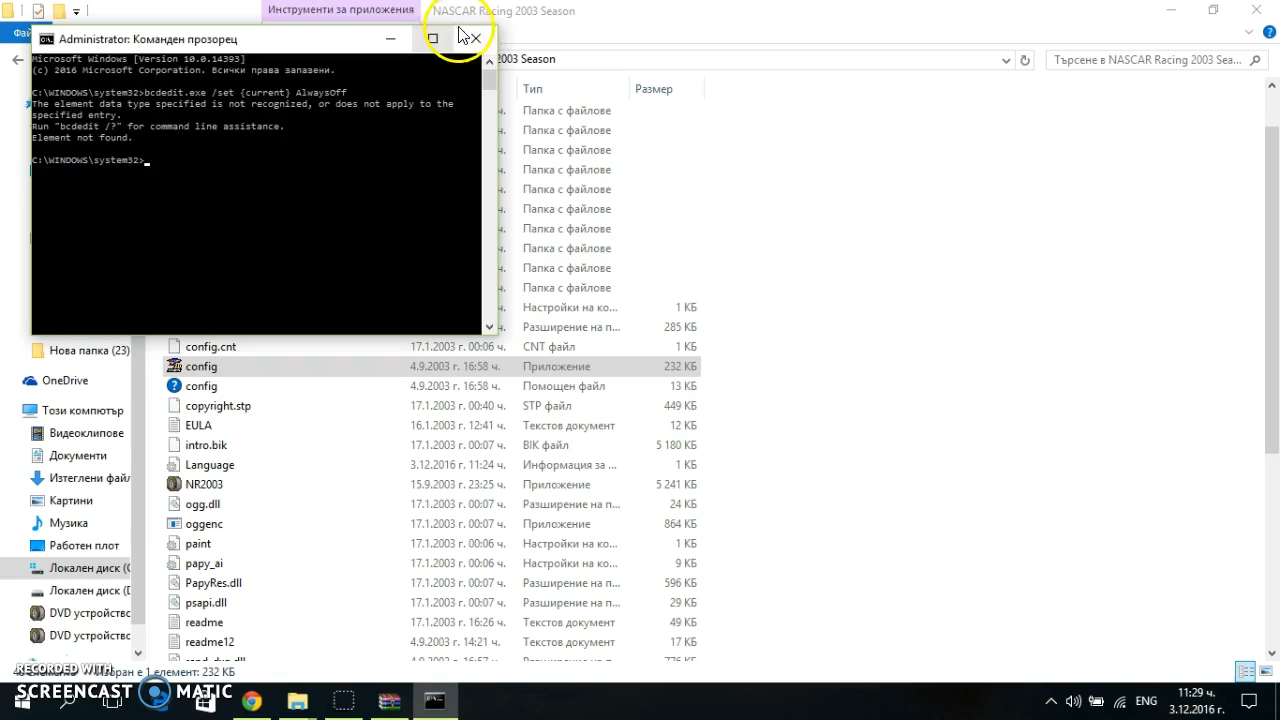 Инструменти за приложения
NASCAR Racing 2003 Season
Administrator: Команден прозорец
Microsoft Windows [Version 10.0.14393]
(c) 2016 Microsoft Corporation. Всички права запазени.
C:\WINDOWS\system32>bcdedit.exe /set {current} AlwaysOff
The element data type specified is not recognized, or does not apply to the
specified entry.
Run "bcdedit /?" for command line assistance.
Element not found.
C:\WINDOWS\system32>
2003 Season
Търсене в NASCAR Racing 2003 Sea...
Тип Размер
Папка с файлове
Папка с файлове
Папка с файлове
Папка с файлове
Папка с файлове
Папка с файлове
Папка с файлове
Папка с файлове
Папка с файлове
Папка с файлове
Настройки на ко... 1 КБ
Разширение на п... 285 КБ
config.cnt 17.1.2003 г. 00:06 ч. CNT файл 1 КБ
config 4.9.2003 г. 16:58 ч. Приложение 232 КБ
config 4.9.2003 г. 16:58 ч. Помощен файл 13 КБ
copyright.stp 17.1.2003 г. 00:40 ч. STP файл 449 КБ
EULA 16.1.2003 г. 12:41 ч. Текстов документ 12 КБ
intro.bik 17.1.2003 г. 00:07 ч. BIK файл 5 180 КБ
Language 3.12.2016 г. 11:24 ч. Информация за ... 1 КБ
NR2003 15.9.2003 г. 23:25 ч. Приложение 5 241 КБ
ogg.dll 17.1.2003 г. 00:07 ч. Разширение на п... 24 КБ
oggenc 17.1.2003 г. 00:07 ч. Приложение 864 КБ
paint 17.1.2003 г. 00:06 ч. Настройки на ко... 1 КБ
papy_ai 17.1.2003 г. 00:06 ч. Настройки на ко... 9 КБ
PapyRes.dll 17.1.2003 г. 00:07 ч. Разширение на п... 596 КБ
psapi.dll 17.1.2003 г. 00:07 ч. Разширение на п... 29 КБ
readme 17.1.2003 г. 16:26 ч. Текстов документ 49 КБ
readme12 4.9.2003 г. 14:21 ч. Текстов документ 17 КБ
Нова папка (23)
OneDrive
Този компютър
Видеоклипове
Документи
Изтеглени файл
Картини
Музика
Работен плот
Локален диск (
Локален диск (D
DVD устройство
DVD устройство
Избран е 1 елемент: 232 КБ
RECORDED WITH
SCREENCAST MATIC
ENG
11:29 ч.
3.12.2016 г.